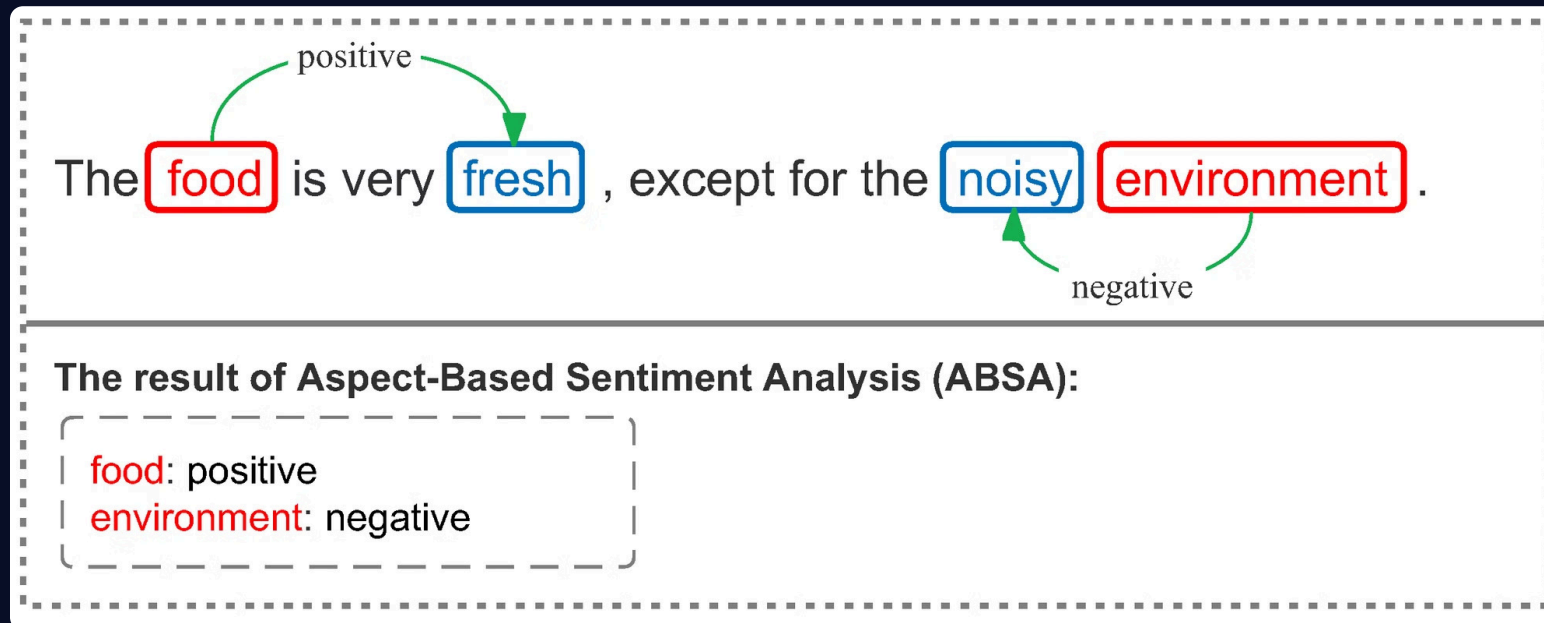 positive
The food is very fresh , except for the noisy environment .
negative
The result of Aspect-Based Sentiment Analysis (ABSA):
food: positive
environment: negative